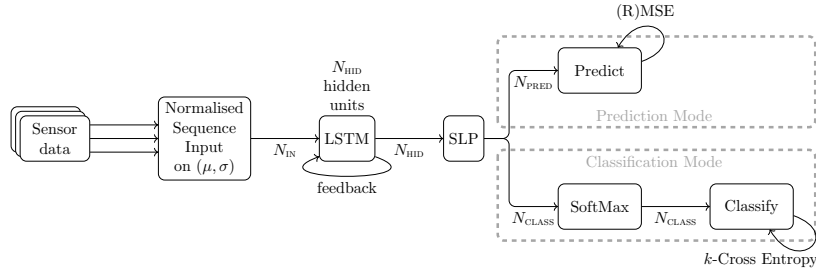 (R)MSE
Predict
N_PRED
Prediction Mode
N_HID
hidden
units
Normalised
Sequence
Input
on (μ, σ)
Sensor
data
LSTM
SLP
N_IN
N_HID
feedback
Classification Mode
SoftMax
Classify
N_CLASS
N_CLASS
k-Cross Entropy